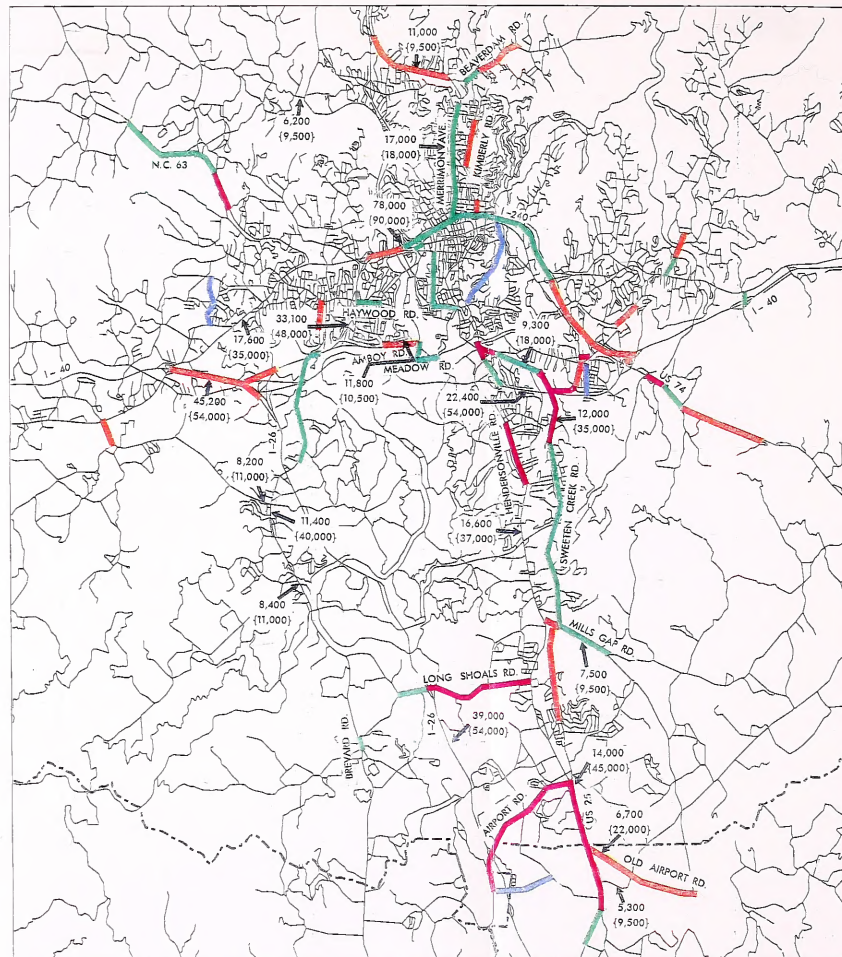 11,000
{9,500}
BEAVERDAM RD.
6,200
{9,500}
17,000
{18,000}
MERRIMON AVE.
KIMBERLY RD.
N.C. 63
78,000
{90,000}
I-240
HAYWOOD RD.
33,100
{48,000}
17,600
{35,000}
I-40
9,300
{18,000}
AMBOY RD.
MEADOW RD.
I-40
11,800
{10,500}
US 74
45,200
{54,000}
22,400
{54,000}
12,000
{35,000}
I-26
HENDERSONVILLE RD.
8,200
{11,000}
SWEETEN CREEK RD.
11,400
{40,000}
16,600
{37,000}
8,400
{11,000}
MILLS GAP RD.
7,500
{9,500}
LONG SHOALS RD.
I-26
39,000
{54,000}
BREVARD RD.
14,000
{45,000}
AIRPORT RD.
US 25
6,700
{22,000}
OLD AIRPORT RD.
5,300
{9,500}